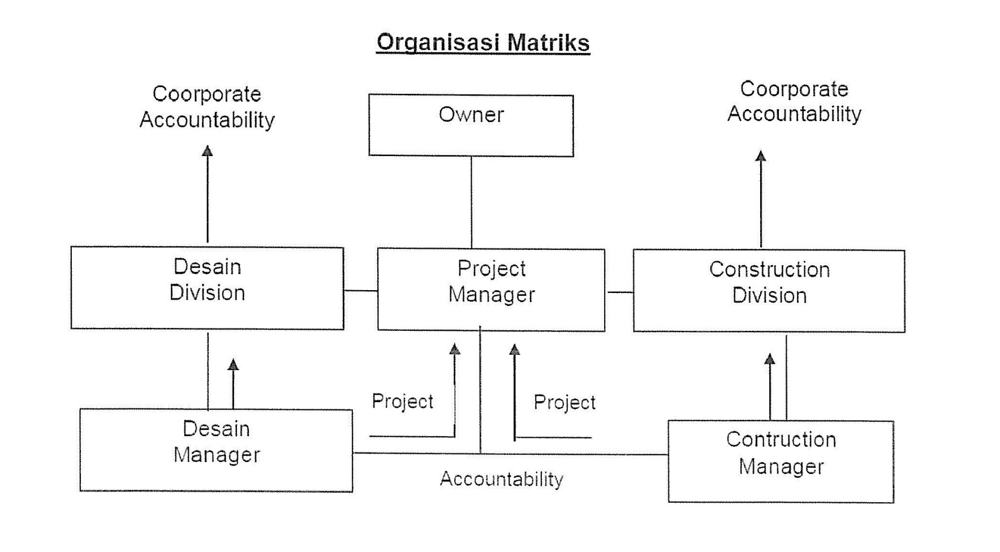 Organisasi Matriks
Coorporate
Accountability
Owner
Coorporate
Accountability
Desain
Division
Project
Manager
Construction
Division
Project
Project
Desain
Manager
Contruction
Manager
Accountability